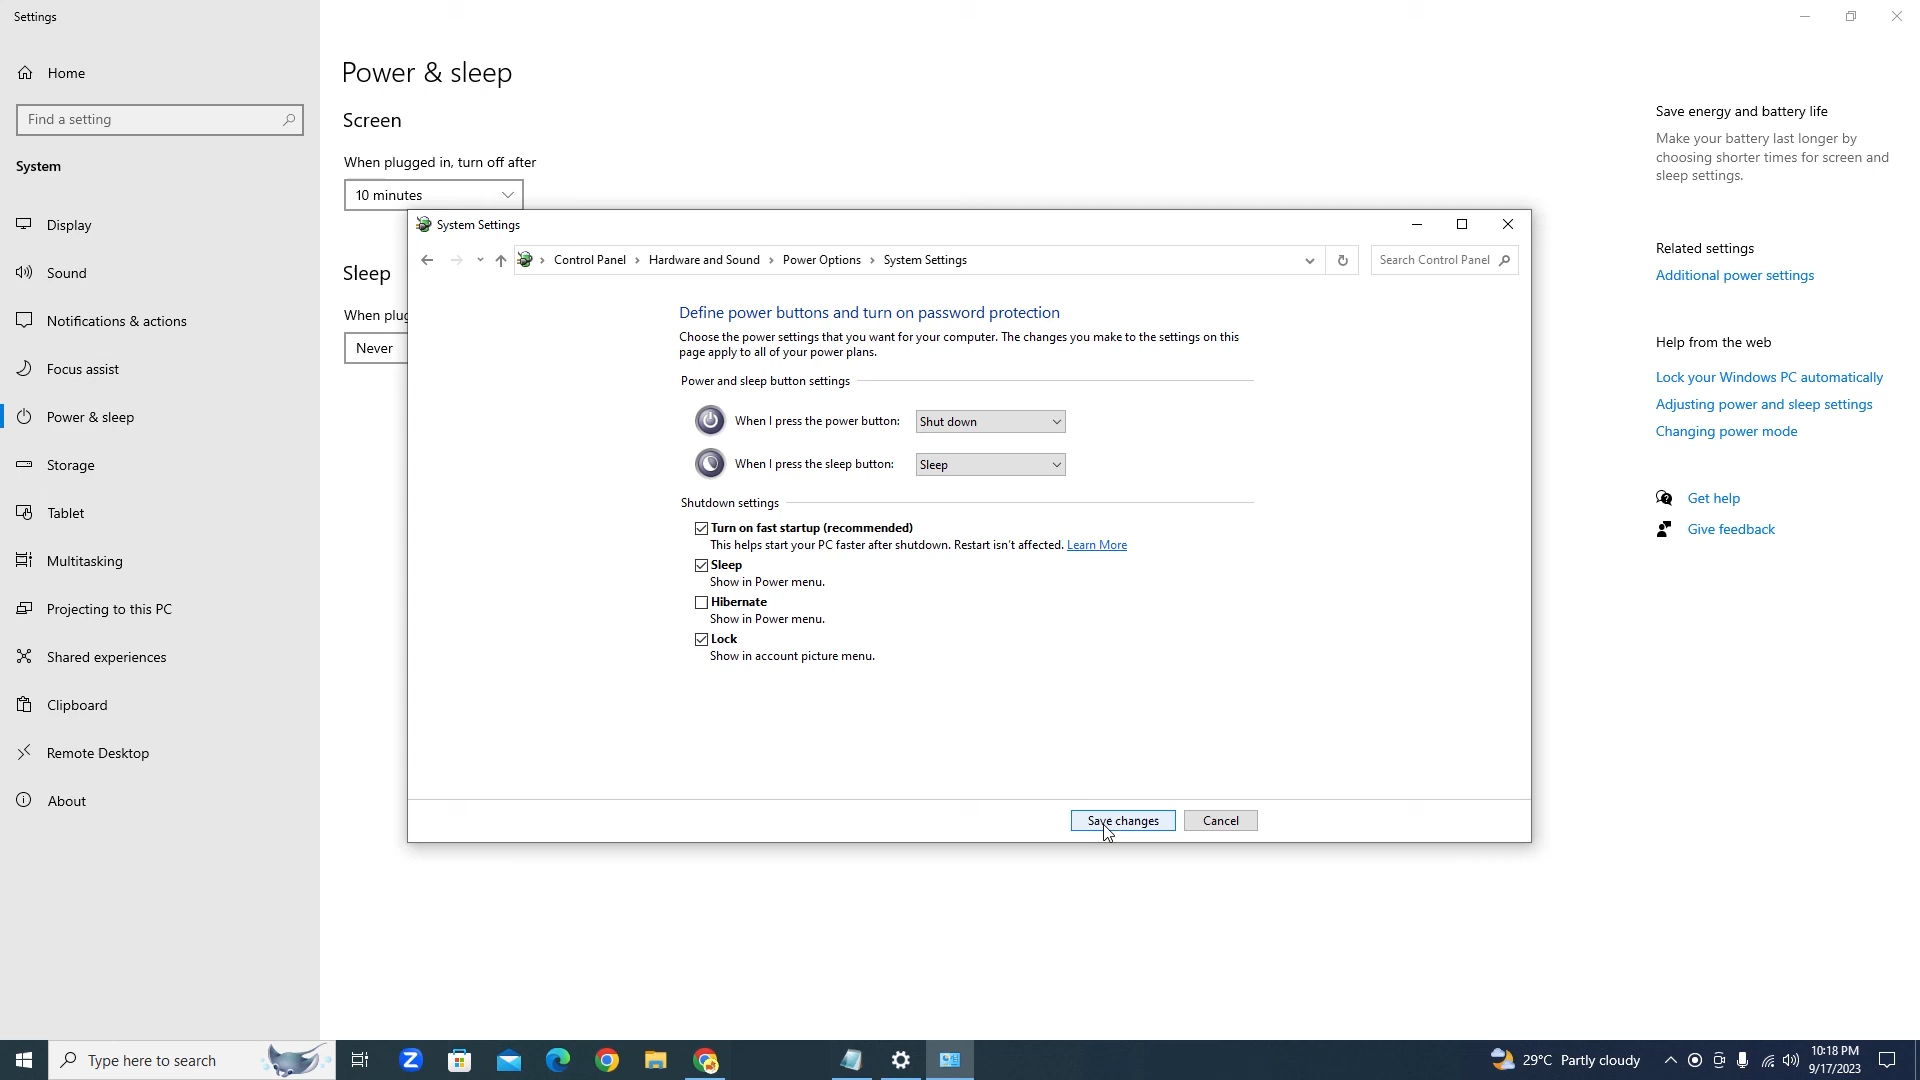 Settings
Home
Find a setting
System
Display
Sound
Notifications & actions
Focus assist
Power & sleep
Storage
Tablet
Multitasking
Projecting to this PC
Shared experiences
Clipboard
Remote Desktop
About
Power & sleep
Screen
When plugged in, turn off after
10 minutes
Sleep
When plug
Never
System Settings
Control Panel > Hardware and Sound > Power Options > System Settings
Search Control Panel
Define power buttons and turn on password protection
Choose the power settings that you want for your computer. The changes you make to the settings on this
page apply to all of your power plans.
Power and sleep button settings
When I press the power button: Shut down
When I press the sleep button: Sleep
Shutdown settings
Turn on fast startup (recommended)
This helps start your PC faster after shutdown. Restart isn't affected. Learn More
Sleep
Show in Power menu.
Hibernate
Show in Power menu.
Lock
Show in account picture menu.
Save changes
Cancel
Save energy and battery life
Make your battery last longer by
choosing shorter times for screen and
sleep settings.
Related settings
Additional power settings
Help from the web
Lock your Windows PC automatically
Adjusting power and sleep settings
Changing power mode
Get help
Give feedback
Type here to search
29°C Partly cloudy
10:18 PM
9/17/2023